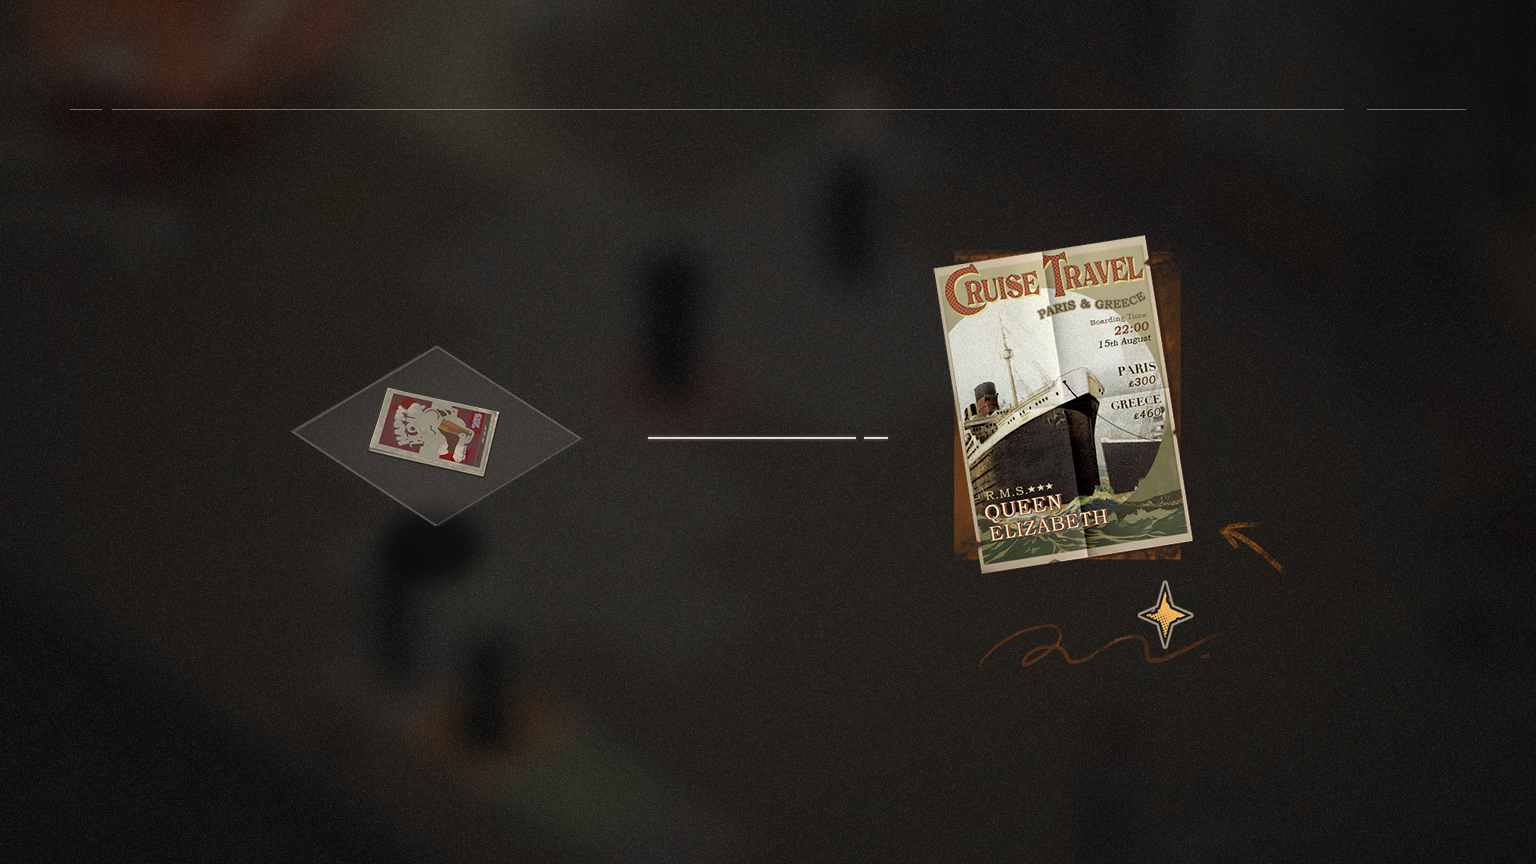 CRUISE TRAVEL
PARIS & GREECE
Boarding Time:
22:00
15th August
PARIS
£300
GREECE
£460
R.M.S.★★★
QUEEN
ELIZABETH